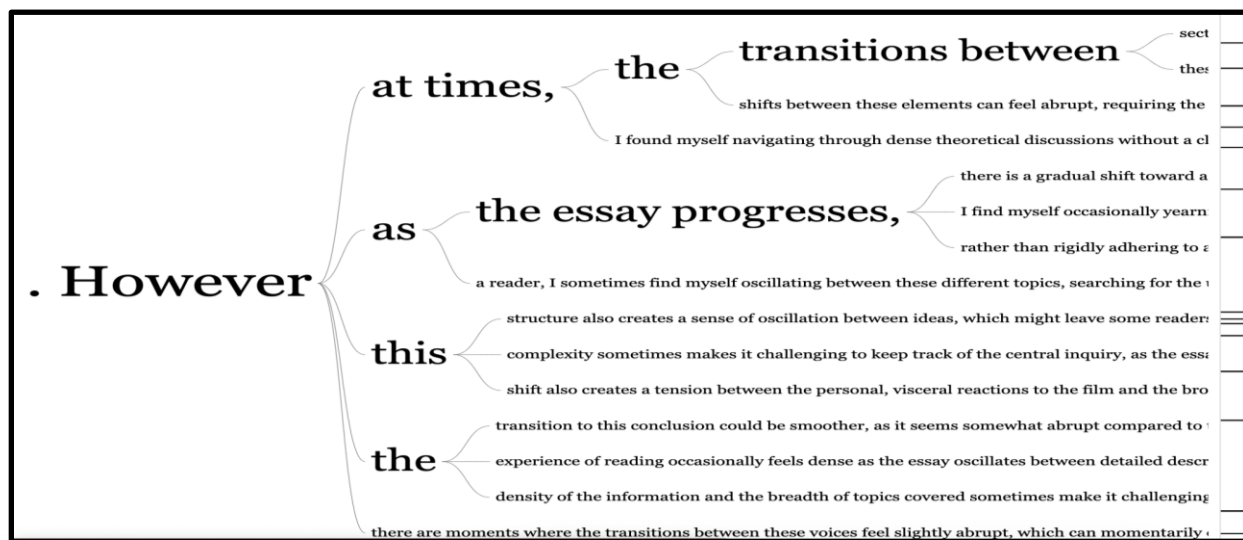 . However
at times,
the
transitions between
sect
thes
shifts between these elements can feel abrupt, requiring the
I found myself navigating through dense theoretical discussions without a cl
as
the essay progresses,
there is a gradual shift toward a
I find myself occasionally yearn
rather than rigidly adhering to a
a reader, I sometimes find myself oscillating between these different topics, searching for the
this
structure also creates a sense of oscillation between ideas, which might leave some readers
complexity sometimes makes it challenging to keep track of the central inquiry, as the essa
shift also creates a tension between the personal, visceral reactions to the film and the bro
the
transition to this conclusion could be smoother, as it seems somewhat abrupt compared to
experience of reading occasionally feels dense as the essay oscillates between detailed descr
density of the information and the breadth of topics covered sometimes make it challenging
there are moments where the transitions between these voices feel slightly abrupt, which can momentarily